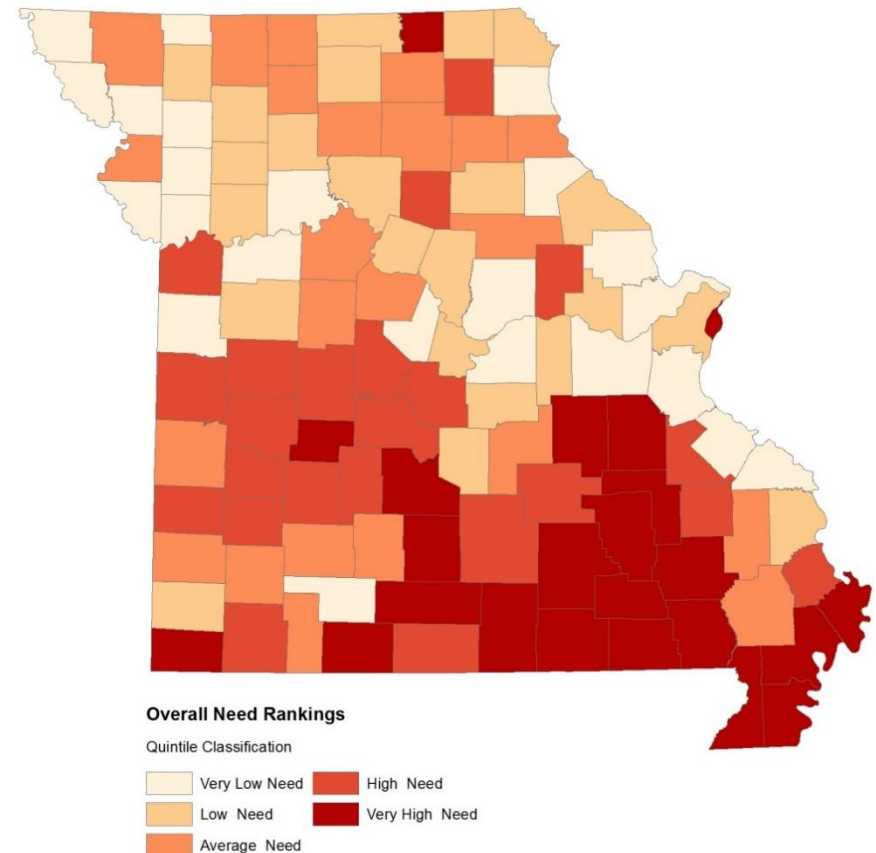 Overall Need Rankings
Quintile Classification
Very Low Need
High Need
Low Need
Very High Need
Average Need